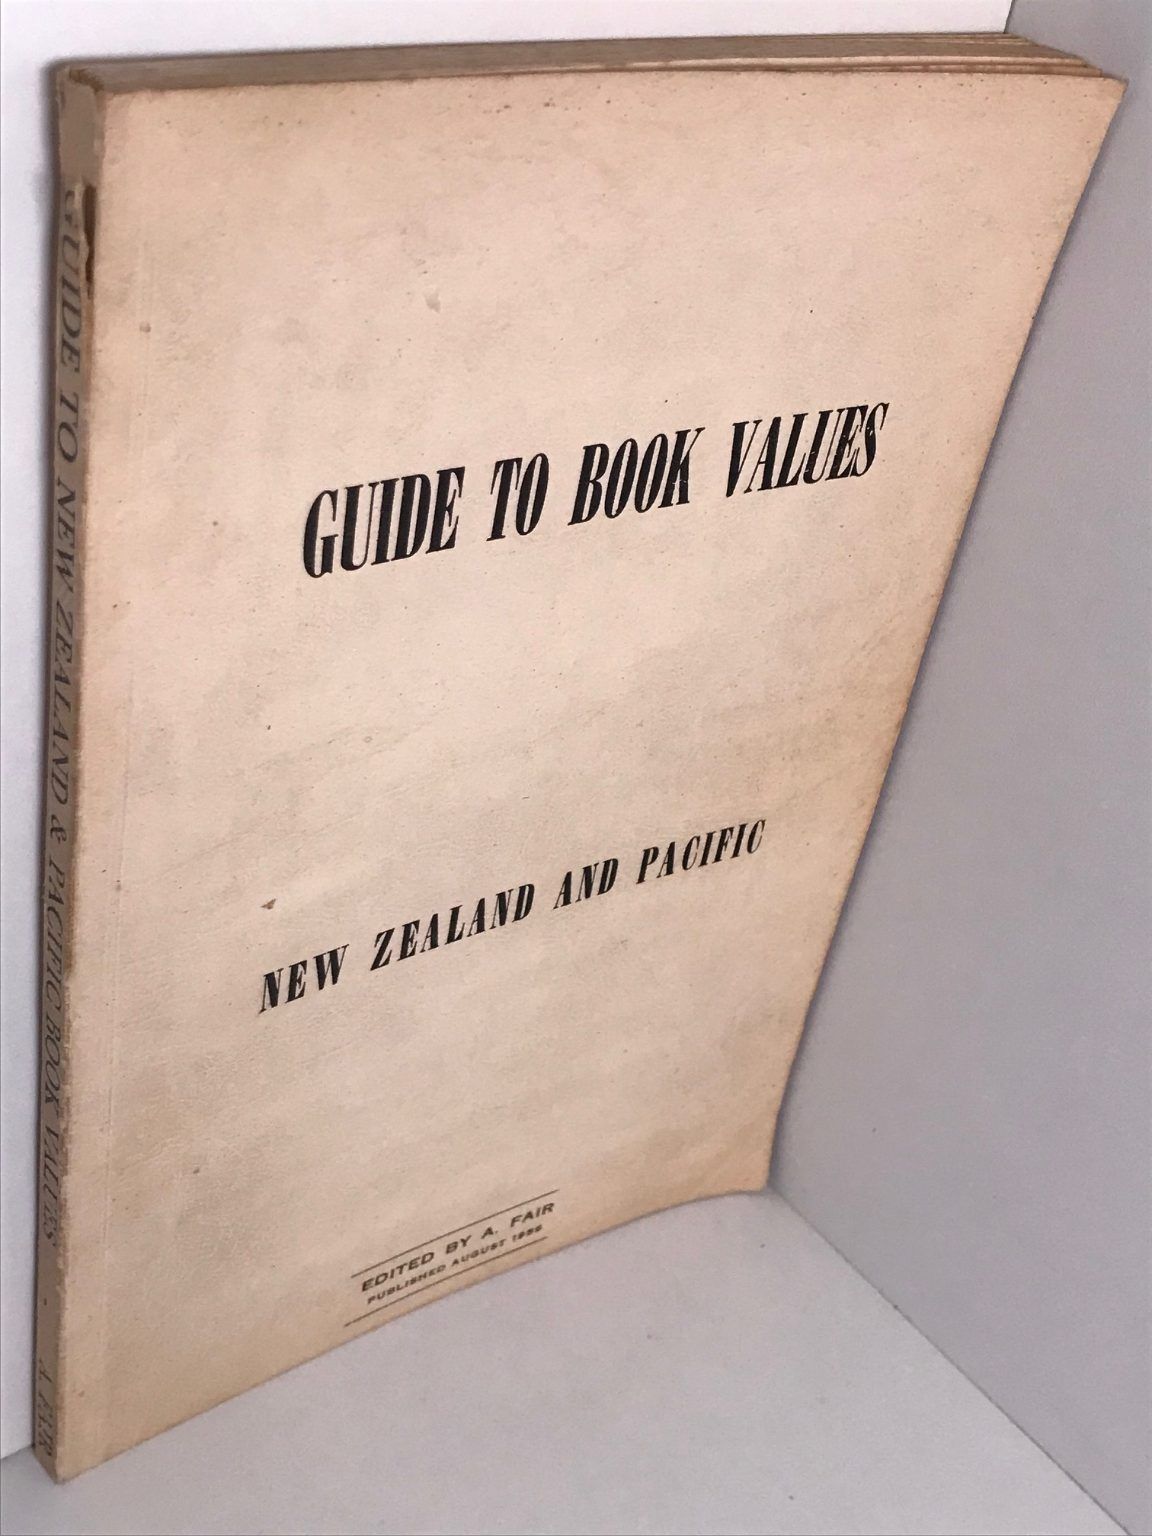 GUIDE TO BOOK VALUES
NEW ZEALAND AND PACIFIC
EDITED BY A. FAIR
PUBLISHED AUGUST
GUIDE TO NEW ZEALAND & PACIFIC BOOK VALUES
A. FAIR